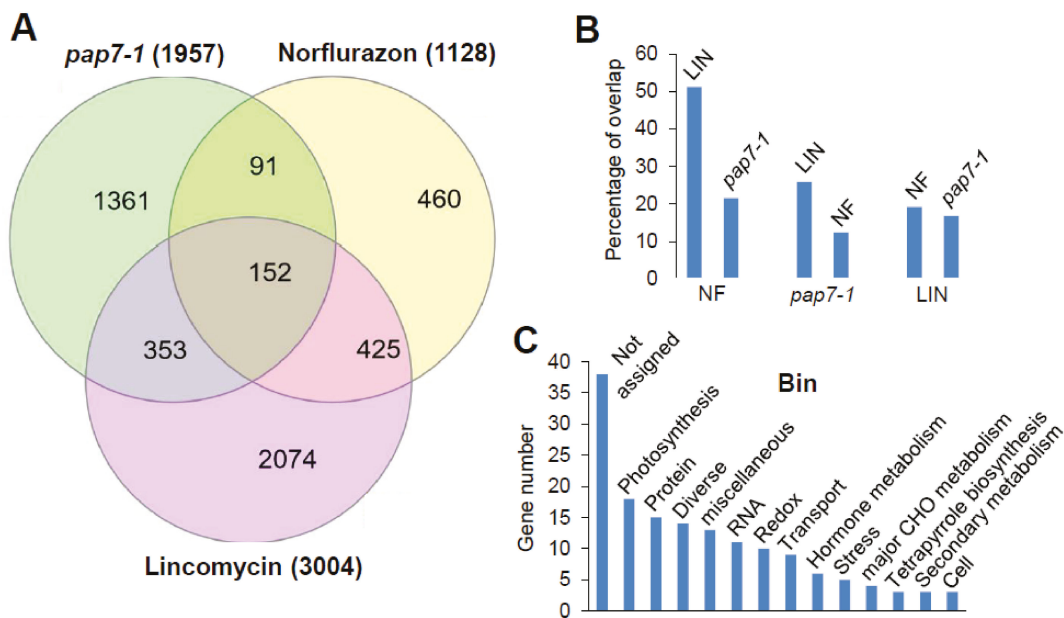 A
pap7-1 (1957)
Norflurazon (1128)
91
1361
460
152
353
425
2074
Lincomycin (3004)
B
Percentage of overlap
60
50
40
30
20
10
0
LIN
pap7-1
LIN
NF
NF
pap7-1
NF
pap7-1
LIN
C
Bin
Gene number
40
35
30
25
20
15
10
5
0
Not
assigned
Photosynthesis
Protein
Diverse
miscellaneous
RNA
Redox
Transport
Hormone metabolism
Stress
major CHO metabolism
Tetrapyrrole biosynthesis
Secondary metabolism
Cell